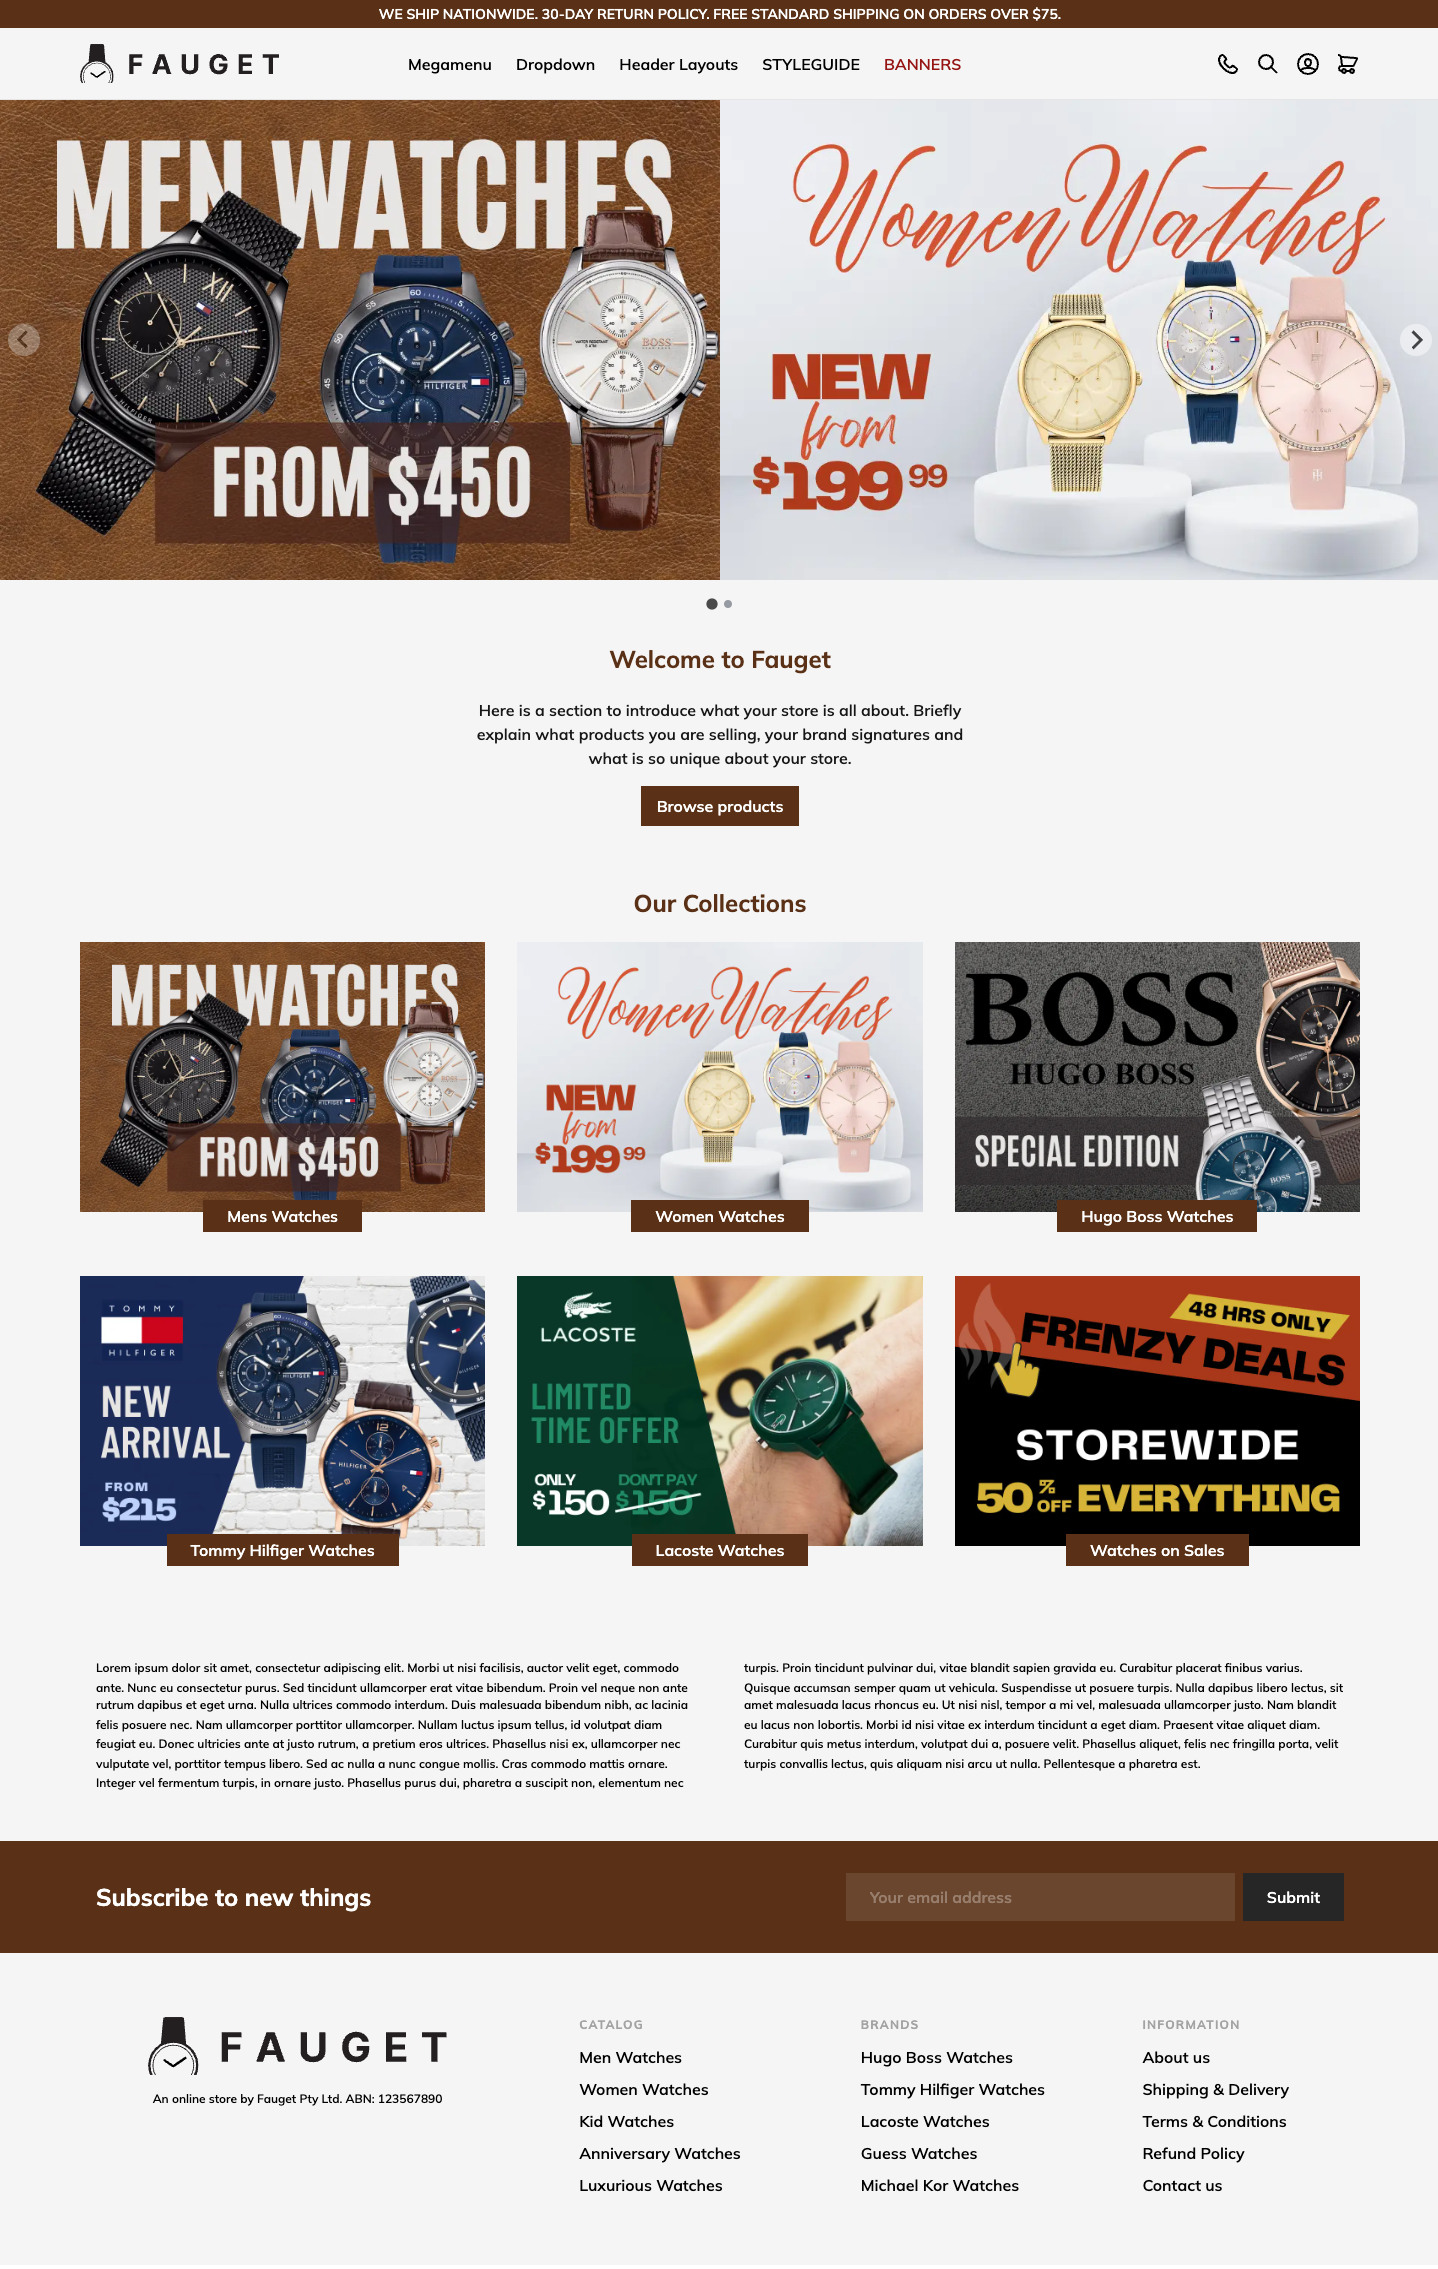 WE SHIP NATIONWIDE. 30-DAY RETURN POLICY. FREE STANDARD SHIPPING ON ORDERS OVER $75.
FAUGET
Megamenu
Dropdown
Header Layouts
STYLEGUIDE
BANNERS
MEN WATCHES
HILFIGER
BOSS
FROM $450
Women Watches
NEW
from
$199 99
Welcome to Fauget
Here is a section to introduce what your store is all about. Briefly
explain what products you are selling, your brand signatures and
what is so unique about your store.
Browse products
Our Collections
MEN WATCHES
FROM $450
Mens Watches
Women Watches
NEW
from
$199 99
Women Watches
BOSS
HUGO BOSS
SPECIAL EDITION
BOSS
Hugo Boss Watches
TOMMY
HILFIGER
NEW
ARRIVAL
FROM
$215
HILFIGER
HILFIGER
Tommy Hilfiger Watches
LACOSTE
LIMITED
TIME OFFER
ONLY
$150
DON'T PAY
$150
Lacoste Watches
48 HRS ONLY
FRENZY DEALS
STOREWIDE
50% OFF EVERYTHING
Watches on Sales
Lorem ipsum dolor sit amet, consectetur adipiscing elit. Morbi ut nisi facilisis, auctor velit eget, commodo
ante. Nunc eu consectetur purus. Sed tincidunt ullamcorper erat vitae bibendum. Proin vel neque non ante
rutrum dapibus et eget urna. Nulla ultrices commodo interdum. Duis malesuada bibendum nibh, ac lacinia
felis posuere nec. Nam ullamcorper porttitor ullamcorper. Nullam luctus ipsum tellus, id volutpat diam
feugiat eu. Donec ultricies ante at justo rutrum, a pretium eros ultrices. Phasellus nisi ex, ullamcorper nec
vulputate vel, porttitor tempus libero. Sed ac nulla a nunc congue mollis. Cras commodo mattis ornare.
Integer vel fermentum turpis, in ornare justo. Phasellus purus dui, pharetra a suscipit non, elementum nec
turpis. Proin tincidunt pulvinar dui, vitae blandit sapien gravida eu. Curabitur placerat finibus varius.
Quisque accumsan semper quam ut vehicula. Suspendisse ut posuere turpis. Nulla dapibus libero lectus, sit
amet malesuada lacus rhoncus eu. Ut nisi nisl, tempor a mi vel, malesuada ullamcorper justo. Nam blandit
eu lacus non lobortis. Morbi id nisi vitae ex interdum tincidunt a eget diam. Praesent vitae aliquet diam.
Curabitur quis metus interdum, volutpat dui a, posuere velit. Phasellus aliquet, felis nec fringilla porta, velit
turpis convallis lectus, quis aliquam nisi arcu ut nulla. Pellentesque a pharetra est.
Subscribe to new things
Your email address
Submit
FAUGET
An online store by Fauget Pty Ltd. ABN: 123567890
CATALOG
Men Watches
Women Watches
Kid Watches
Anniversary Watches
Luxurious Watches
BRANDS
Hugo Boss Watches
Tommy Hilfiger Watches
Lacoste Watches
Guess Watches
Michael Kor Watches
INFORMATION
About us
Shipping & Delivery
Terms & Conditions
Refund Policy
Contact us